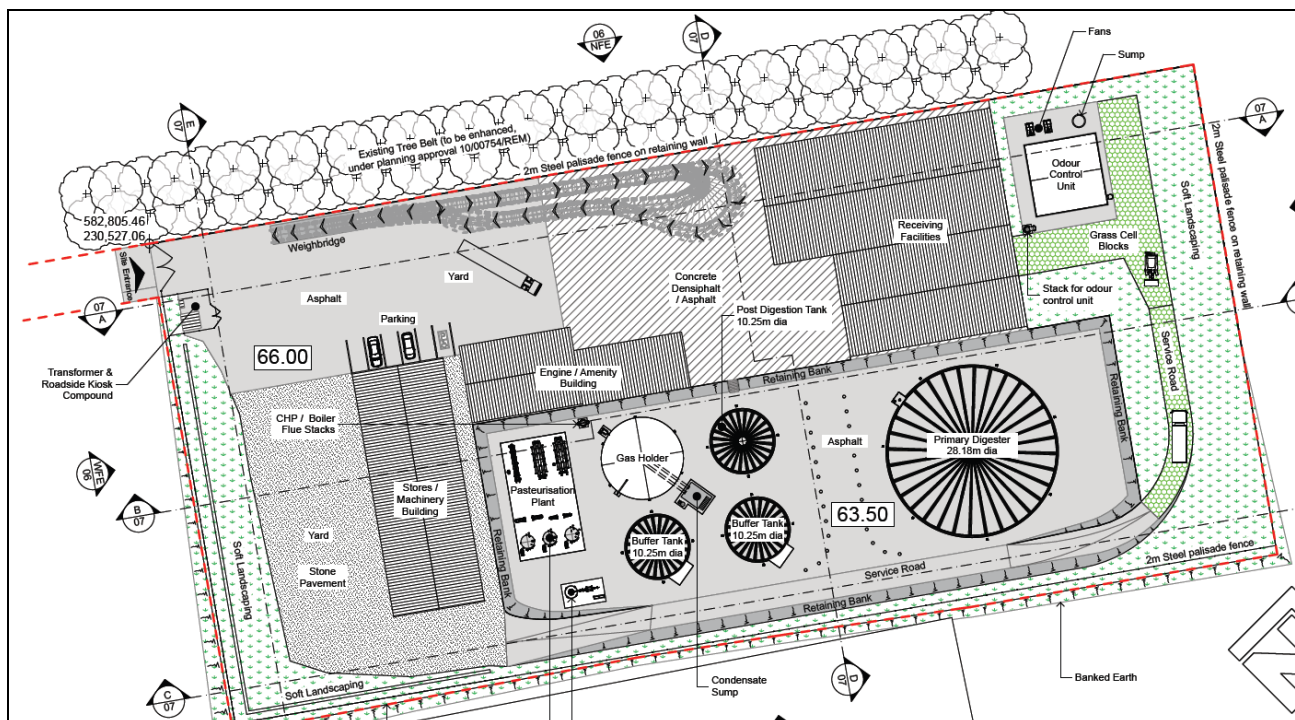 06
NFE
D
07
Fans
Sump
E
07
Existing Tree Belt (to be enhanced,
under planning approval 10/00754/REM)
2m Steel palisade fence on retaining wall
07
A
2m Steel palisade fence on retaining wall
Odour
Control
Unit
Soft Landscaping
582,805.46
230,527.06
Weighbridge
Receiving
Facilities
Grass Cell
Blocks
Site Entrance
Yard
Concrete
Densiphalt
/ Asphalt
Asphalt
Stack for odour
control unit
07
A
Parking
Post Digestion Tank
10.25m dia
66.00
Transformer &
Roadside Kiosk
Compound
Engine / Amenity
Building
Retaining Bank
Service Road
Retaining Bank
CHP / Boiler
Flue Stacks
Gas Holder
Asphalt
Primary Digester
28.18m dia
WFE
06
Pasteurisation
Plant
Stores /
Machinery
Building
B
07
63.50
Buffer Tank
10.25m dia
Buffer Tank
10.25m dia
Yard
Stone
Pavement
Retaining Bank
Soft Landscaping
Service Road
2m Steel palisade fence
Retaining Bank
Soft Landscaping
Condensate
Sump
D
07
Banked Earth
C
07